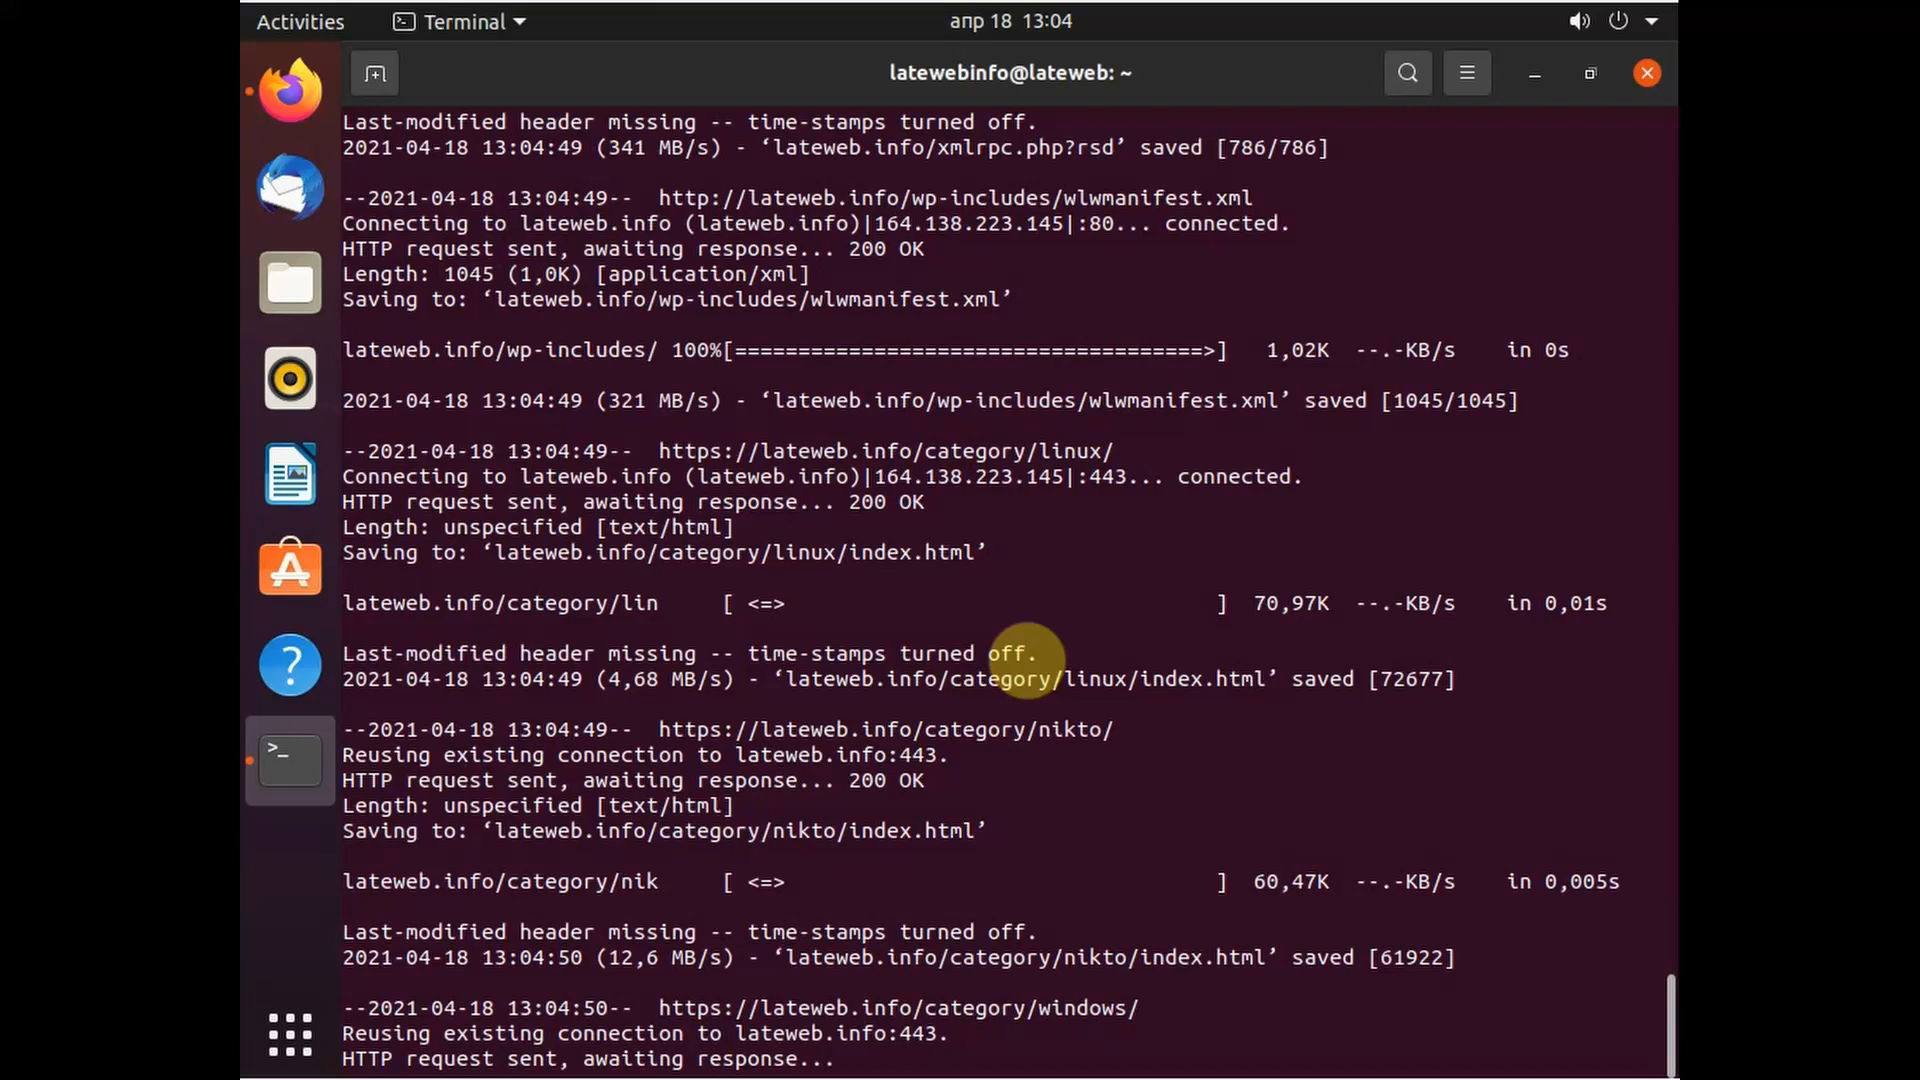 Activities
Terminal
апр 18 13:04
latewebinfo@lateweb: ~
Last-modified header missing -- time-stamps turned off.
2021-04-18 13:04:49 (341 MB/s) - ‘lateweb.info/xmlrpc.php?rsd’ saved [786/786]
--2021-04-18 13:04:49-- http://lateweb.info/wp-includes/wlwmanifest.xml
Connecting to lateweb.info (lateweb.info)|164.138.223.145|:80... connected.
HTTP request sent, awaiting response... 200 OK
Length: 1045 (1,0K) [application/xml]
Saving to: ‘lateweb.info/wp-includes/wlwmanifest.xml’
lateweb.info/wp-includes/ 100%[=====================================>] 1,02K --.-KB/s in 0s
2021-04-18 13:04:49 (321 MB/s) - ‘lateweb.info/wp-includes/wlwmanifest.xml’ saved [1045/1045]
--2021-04-18 13:04:49-- https://lateweb.info/category/linux/
Connecting to lateweb.info (lateweb.info)|164.138.223.145|:443... connected.
HTTP request sent, awaiting response... 200 OK
Length: unspecified [text/html]
Saving to: ‘lateweb.info/category/linux/index.html’
lateweb.info/category/lin [ <=> ] 70,97K --.-KB/s in 0,01s
Last-modified header missing -- time-stamps turned off.
2021-04-18 13:04:49 (4,68 MB/s) - ‘lateweb.info/category/linux/index.html’ saved [72677]
--2021-04-18 13:04:49-- https://lateweb.info/category/nikto/
Reusing existing connection to lateweb.info:443.
HTTP request sent, awaiting response... 200 OK
Length: unspecified [text/html]
Saving to: ‘lateweb.info/category/nikto/index.html’
lateweb.info/category/nik [ <=> ] 60,47K --.-KB/s in 0,005s
Last-modified header missing -- time-stamps turned off.
2021-04-18 13:04:50 (12,6 MB/s) - ‘lateweb.info/category/nikto/index.html’ saved [61922]
--2021-04-18 13:04:50-- https://lateweb.info/category/windows/
Reusing existing connection to lateweb.info:443.
HTTP request sent, awaiting response...